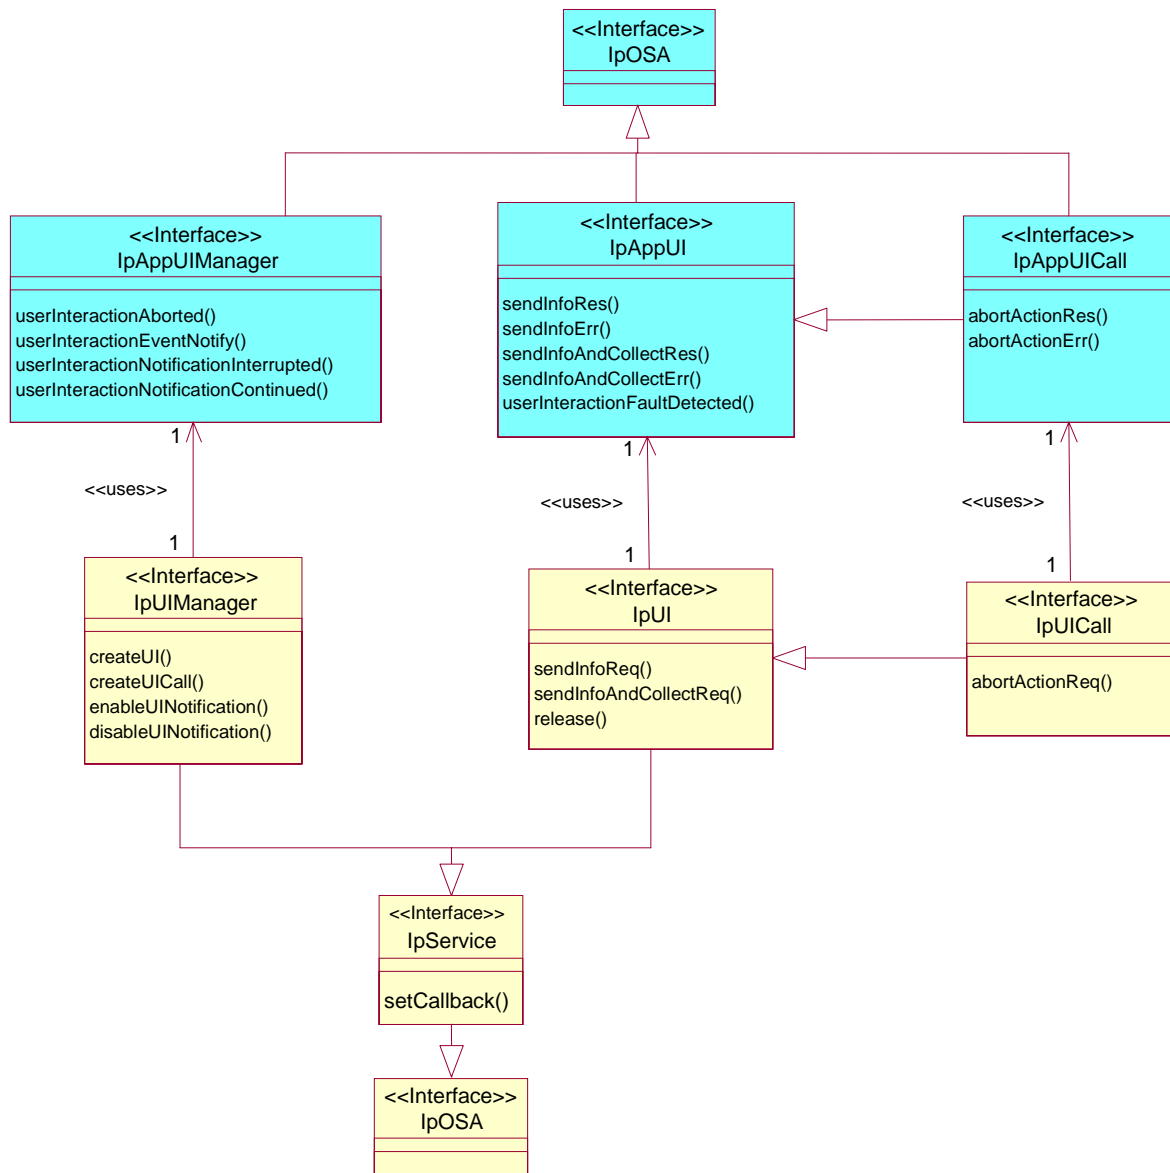 <<Interface>>
IpOSA
<<Interface>>
IpAppUIManager
userInteractionAborted()
userInteractionEventNotify()
userInteractionNotificationInterrupted()
userInteractionNotificationContinued()
<<Interface>>
IpAppUI
sendInfoRes()
sendInfoErr()
sendInfoAndCollectRes()
sendInfoAndCollectErr()
userInteractionFaultDetected()
<<Interface>>
IpAppUICall
abortActionRes()
abortActionErr()
1
1
1
<<uses>>
<<uses>>
<<uses>>
1
1
1
<<Interface>>
IpUIManager
createUI()
createUICall()
enableUINotification()
disableUINotification()
<<Interface>>
IpUI
sendInfoReq()
sendInfoAndCollectReq()
release()
<<Interface>>
IpUICall
abortActionReq()
<<Interface>>
IpService
setCallback()
<<Interface>>
IpOSA